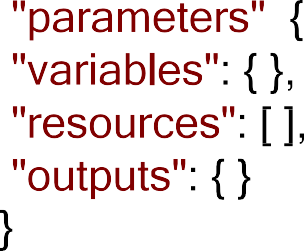 "parameters"  {
"variables": { },
"resources": [ ],
"outputs": { }
}